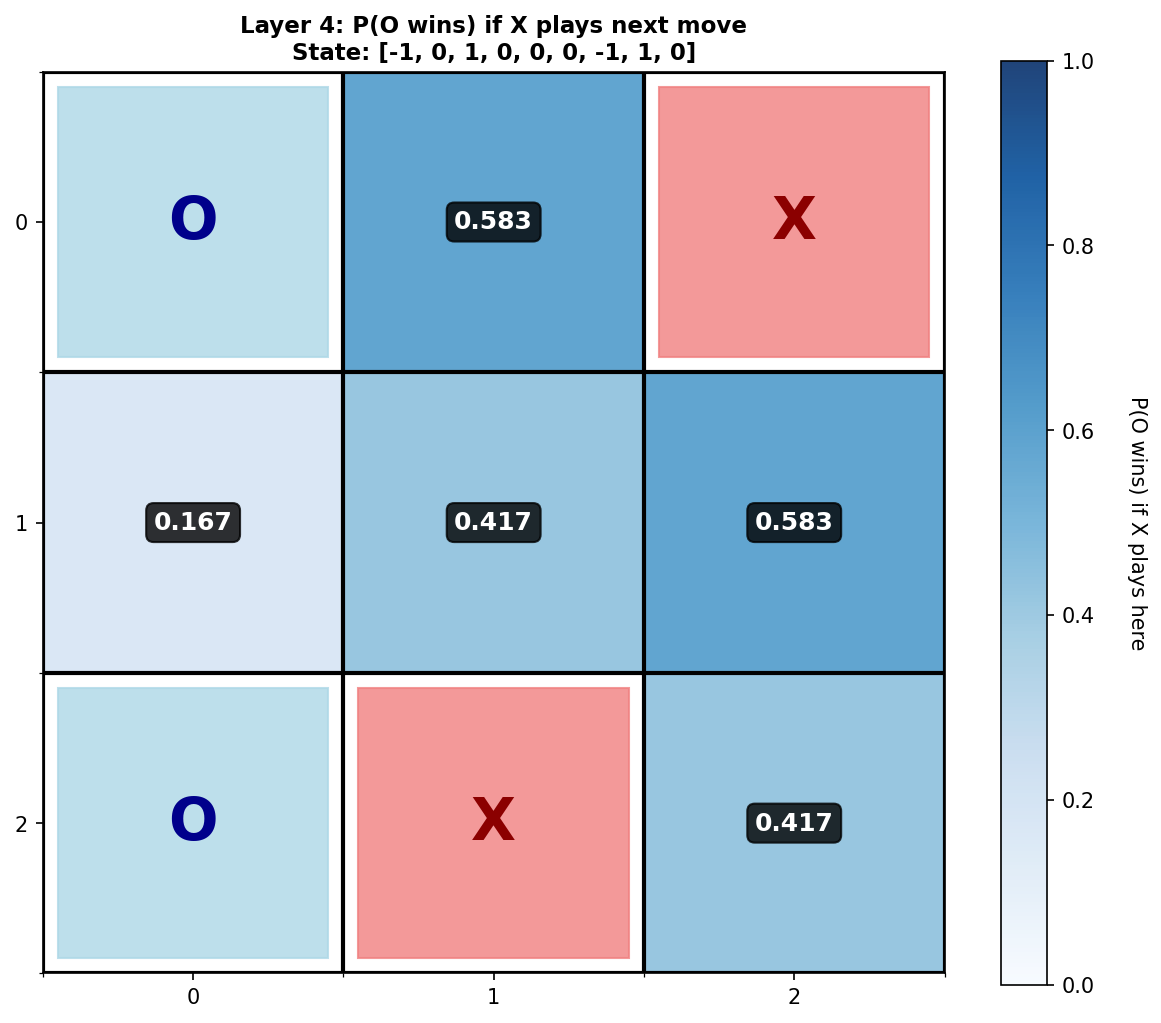 Layer 4: P(O wins) if X plays next move
State: [-1, 0, 1, 0, 0, 0, -1, 1, 0]
0
O
0.583
X
1
0.167
0.417
0.583
2
O
X
0.417
0
1
2
1.0
0.8
0.6
0.4
0.2
0.0
P(O wins) if X plays here